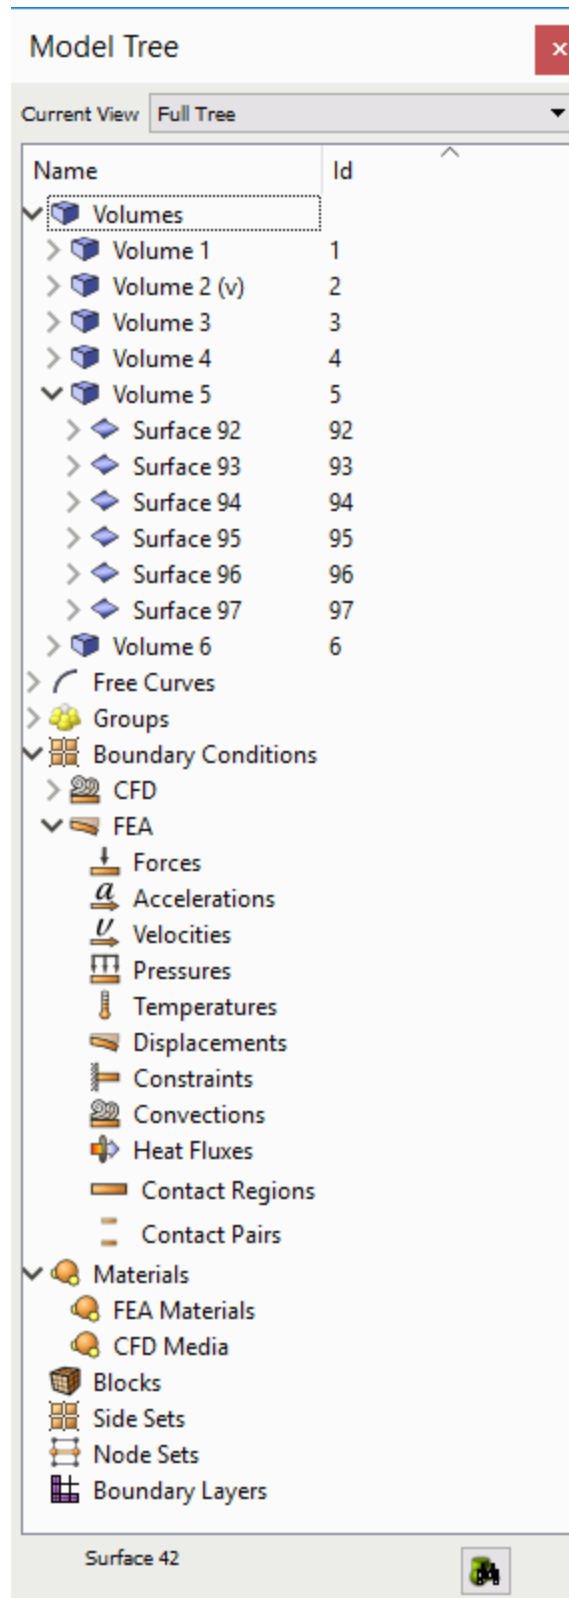 Model Tree
Current View Full Tree
Name Id
Volumes
Volume 1 1
Volume 2 (v) 2
Volume 3 3
Volume 4 4
Volume 5 5
Surface 92 92
Surface 93 93
Surface 94 94
Surface 95 95
Surface 96 96
Surface 97 97
Volume 6 6
Free Curves
Groups
Boundary Conditions
CFD
FEA
Forces
a Accelerations
v Velocities
Pressures
Temperatures
Displacements
Constraints
Convections
Heat Fluxes
Contact Regions
Contact Pairs
Materials
FEA Materials
CFD Media
Blocks
Side Sets
Node Sets
Boundary Layers
Surface 42